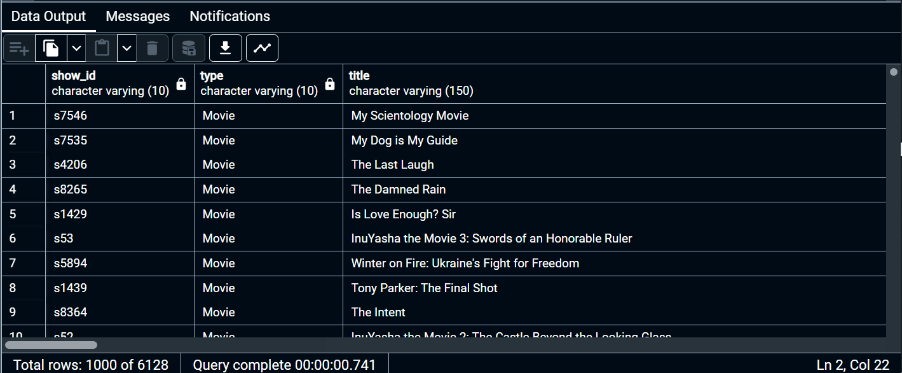 Data Output Messages Notifications
show_id type title
character varying (10) character varying (10) character varying (150)
1 s7546 Movie My Scientology Movie
2 s7535 Movie My Dog is My Guide
3 s4206 Movie The Last Laugh
4 s8265 Movie The Damned Rain
5 s1429 Movie Is Love Enough? Sir
6 s53 Movie InuYasha the Movie 3: Swords of an Honorable Ruler
7 s5894 Movie Winter on Fire: Ukraine's Fight for Freedom
8 s1439 Movie Tony Parker: The Final Shot
9 s8364 Movie The Intent
10 s52 Movie InuYasha the Movie 2: The Castle Beyond the Looking Glass
Total rows: 1000 of 6128 Query complete 00:00:00.741 Ln 2, Col 22